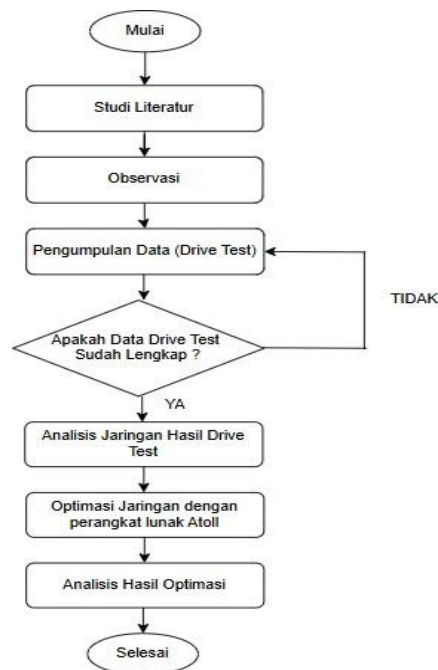 Mulai
Studi Literatur
Observasi
Pengumpulan Data (Drive Test)
TIDAK
Apakah Data Drive Test
Sudah Lengkap ?
YA
Analisis Jaringan Hasil Drive
Test
Optimasi Jaringan dengan
perangkat lunak Atoll
Analisis Hasil Optimasi
Selesai